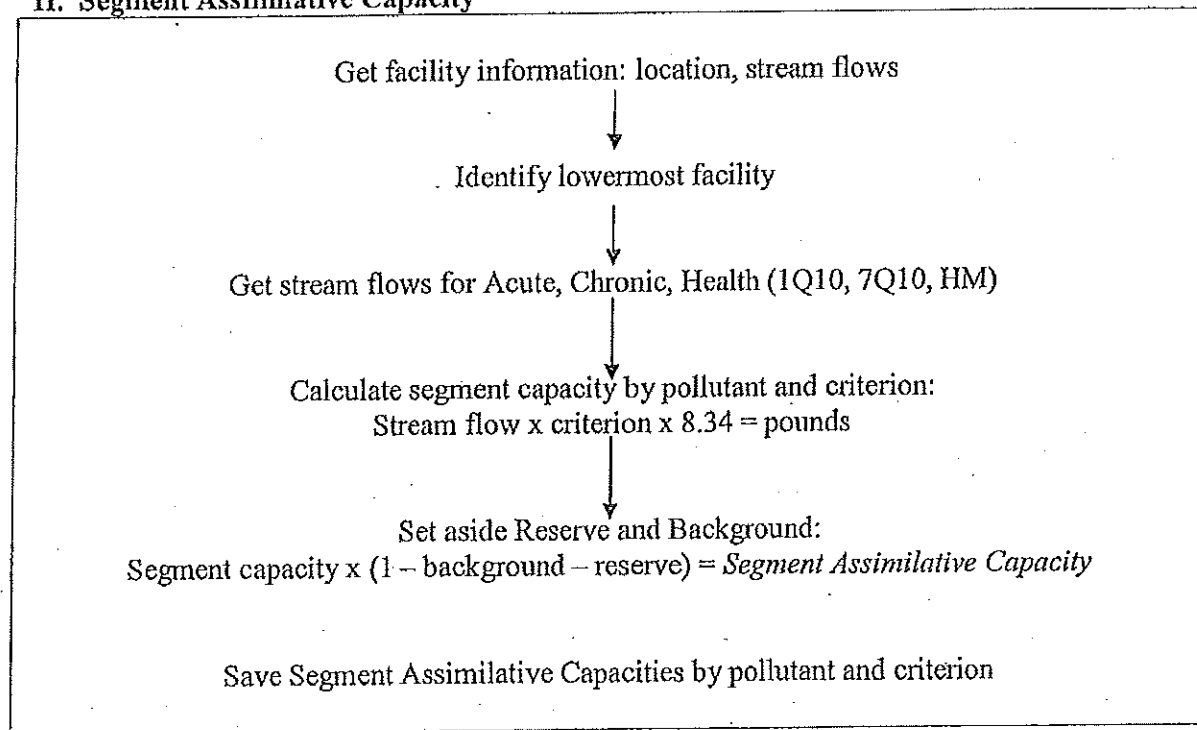 II. Segment Assimilative Capacity
Get facility information: location, stream flows
Identify lowermost facility
Get stream flows for Acute, Chronic, Health (1Q10, 7Q10, HM)
Calculate segment capacity by pollutant and criterion:
Stream flow x criterion x 8.34 = pounds
Set aside Reserve and Background:
Segment capacity x (1 – background – reserve) = Segment Assimilative Capacity
Save Segment Assimilative Capacities by pollutant and criterion